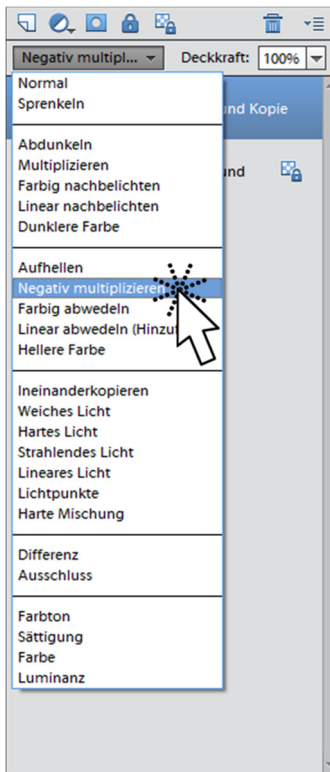 Negativ multipl... Deckkraft: 100%
Normal
Sprenkeln
und Kopie
Abdunkeln
Multiplizieren
Farbig nachbelichten
Linear nachbelichten
Dunklere Farbe
Aufhellen
Negativ multiplizieren
Farbig abwedeln
Linear abwedeln (Hinzu
Hellere Farbe
Ineinanderkopieren
Weiches Licht
Hartes Licht
Strahlendes Licht
Lineares Licht
Lichtpunkte
Harte Mischung
Differenz
Ausschluss
Farbton
Sättigung
Farbe
Luminanz